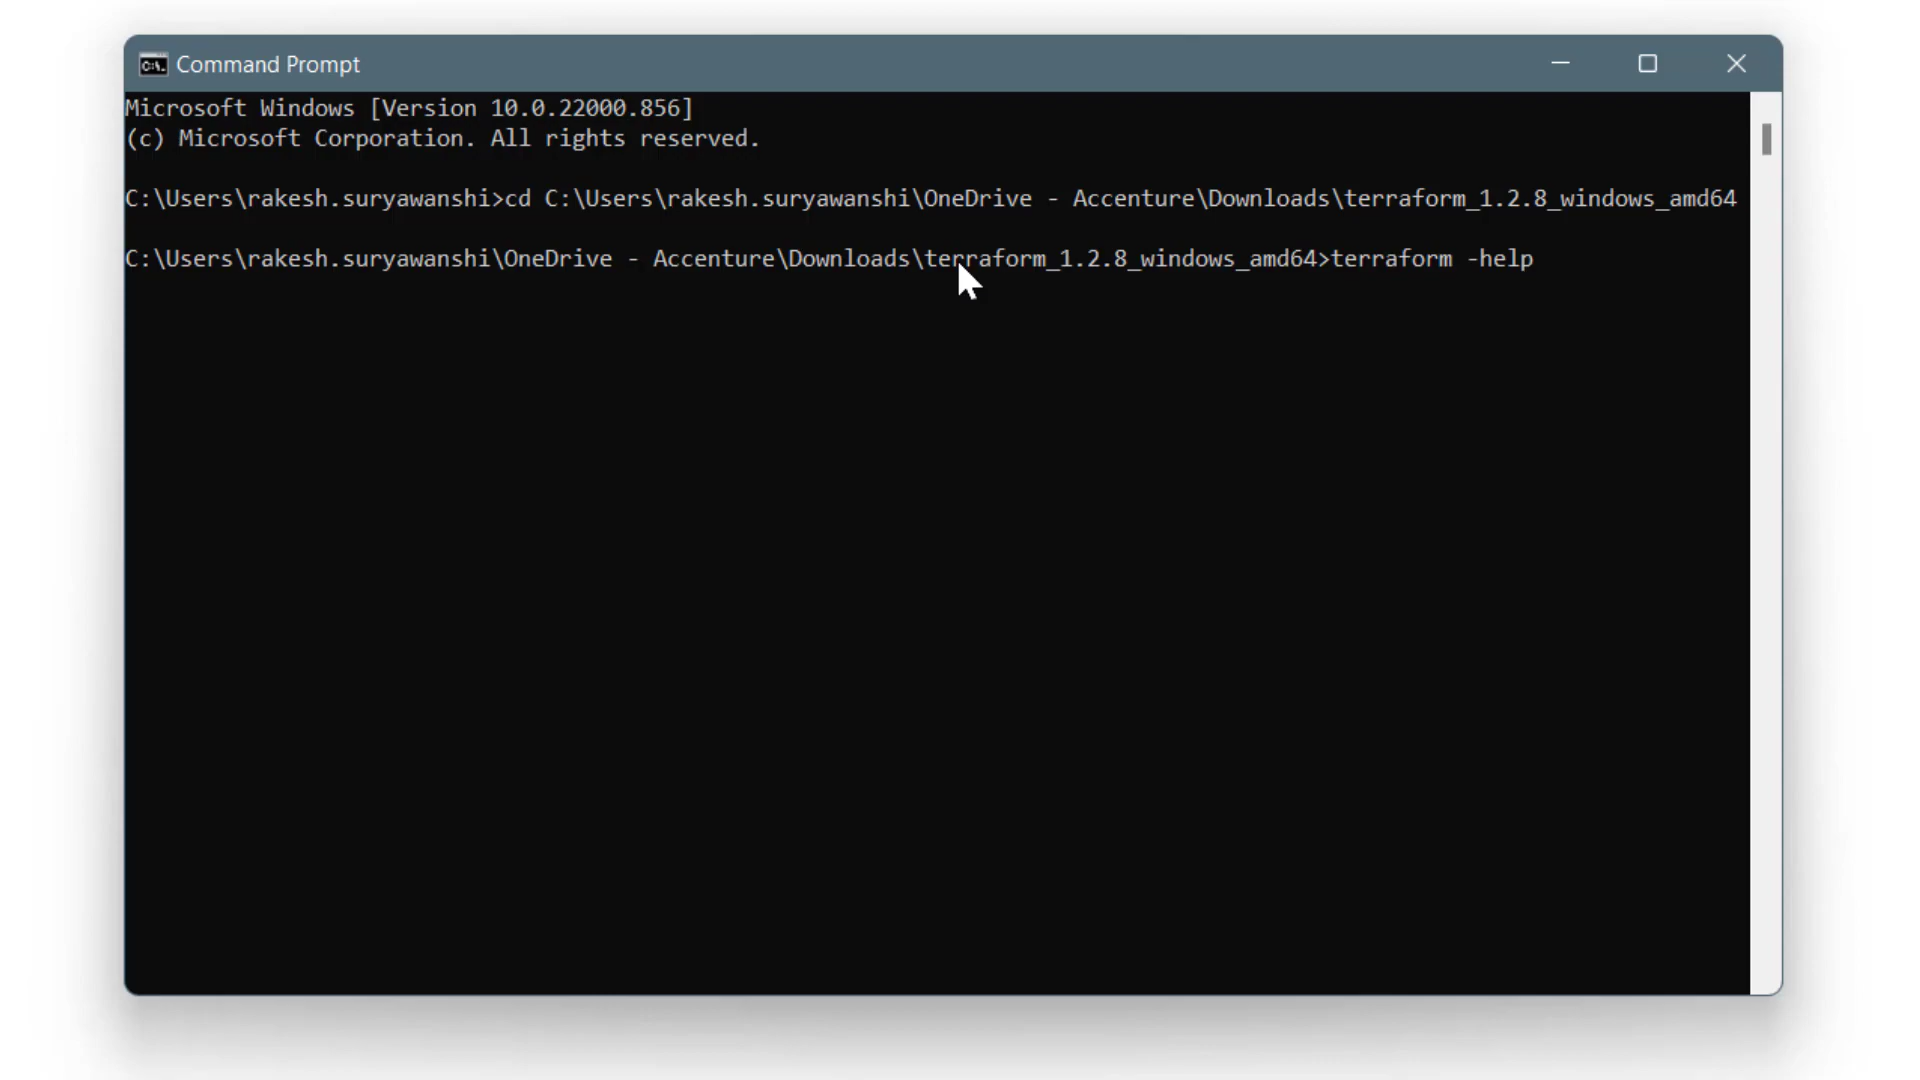 Command Prompt
Microsoft Windows [Version 10.0.22000.856]
(c) Microsoft Corporation. All rights reserved.
C:\Users\rakesh.suryawanshi>cd C:\Users\rakesh.suryawanshi\OneDrive - Accenture\Downloads\terraform_1.2.8_windows_amd64
C:\Users\rakesh.suryawanshi\OneDrive - Accenture\Downloads\terraform_1.2.8_windows_amd64>terraform -help